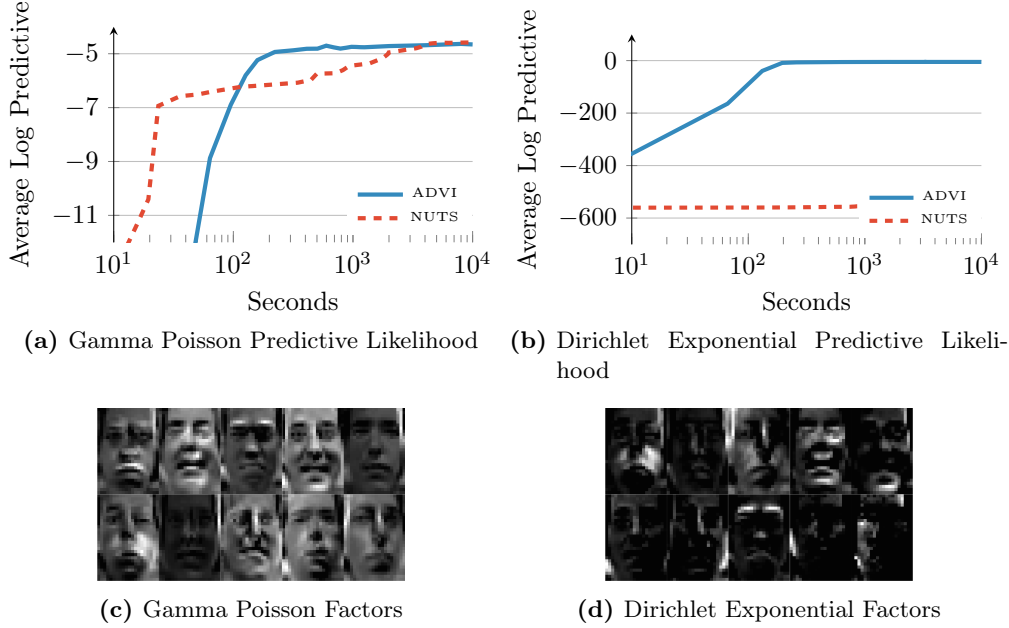 Average Log Predictive
−5
−7
−9
−11
ADVI
NUTS
10^1
10^2
10^3
10^4
Seconds
(a) Gamma Poisson Predictive Likelihood
Average Log Predictive
0
−200
−400
−600
ADVI
NUTS
10^1
10^2
10^3
10^4
Seconds
(b) Dirichlet Exponential Predictive Likeli-
hood
(c) Gamma Poisson Factors
(d) Dirichlet Exponential Factors